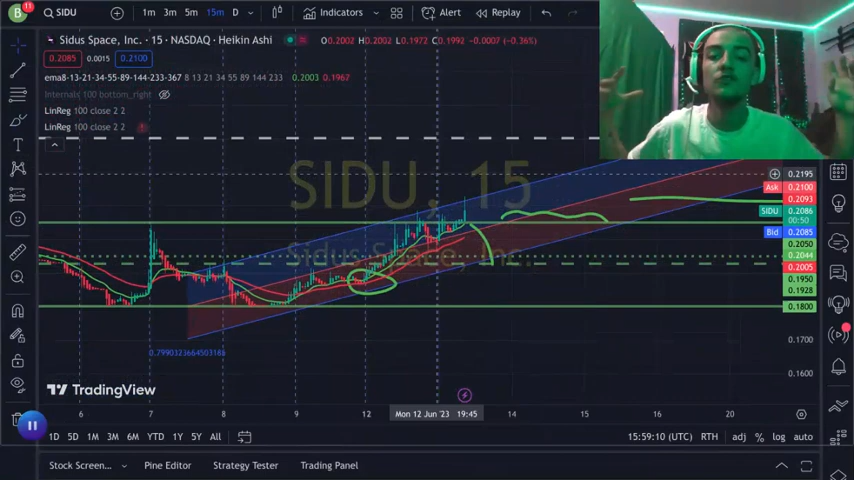 B 11 SIDU 1m 3m 5m 15m D Indicators Alert Replay
Sidus Space, Inc. · 15 · NASDAQ · Heikin Ashi O0.2002 H0.2002 L0.1972 C0.1992 -0.0007 (-0.36%)
0.2085 0.0015 0.2100
ema8-13-21-34-55-89-144-233-367 8 13 21 34 55 89 144 233 0.2003 0.1967
Internals 100 bottom_right
LinReg 100 close 2 2
LinReg 100 close 2 2
SIDU, 15
Sidus Space, Inc.
0.2195
Ask 0.2100
0.2093
SIDU 0.2086
00:50
Bid 0.2085
0.2050
0.2044
0.2005
0.1950
0.1928
0.1800
0.1700
0.1600
0.7990323664503186
TradingView
6 7 8 9 12 Mon 12 Jun '23 19:45 14 15 16 20
1D 5D 1M 3M 6M YTD 1Y 5Y All 15:59:10 (UTC) RTH adj % log auto
Stock Screen... Pine Editor Strategy Tester Trading Panel